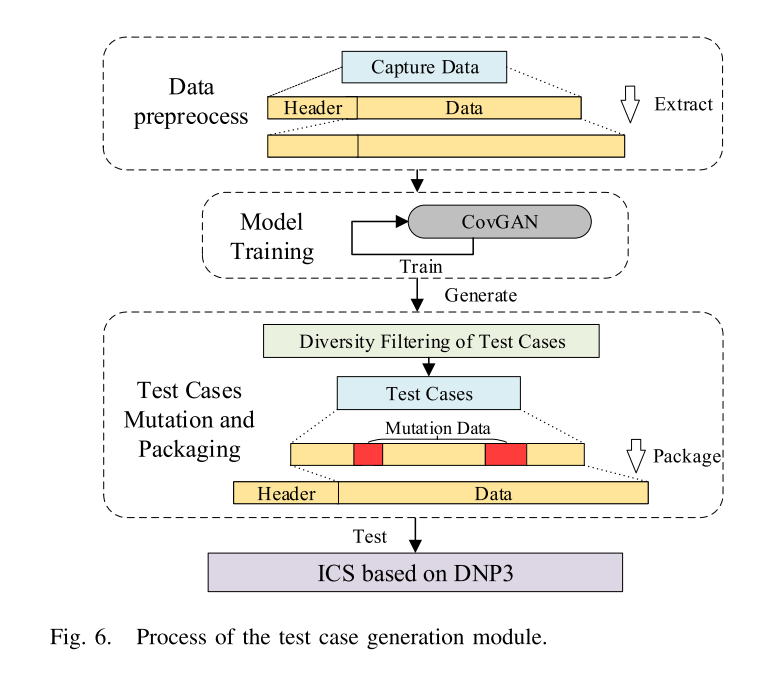 Capture Data
Data
prepreocess
Header
Data
Extract
Model
Training
CovGAN
Train
Generate
Diversity Filtering of Test Cases
Test Cases
Test Cases
Mutation and
Packaging
Mutation Data
Package
Header
Data
Test
ICS based on DNP3
Fig. 6. Process of the test case generation module.